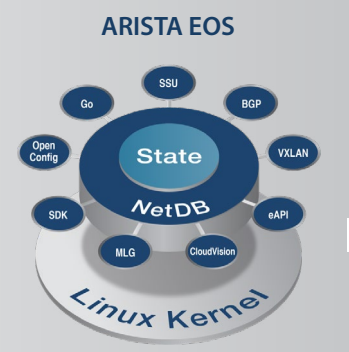 ARISTA EOS
SSU
Go
BGP
Open
Config
State
VXLAN
NetDB
SDK
eAPI
MLG
CloudVision
Linux Kernel